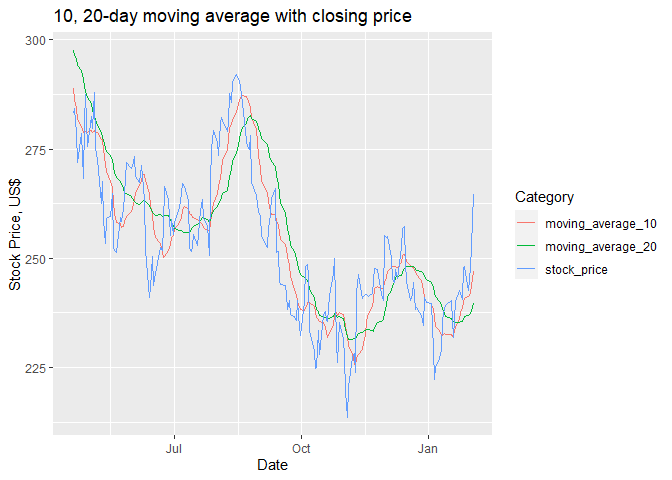 10, 20-day moving average with closing price
300
275
250
225
Stock Price, US$
Jul
Oct
Jan
Date
Category
moving_average_10
moving_average_20
stock_price